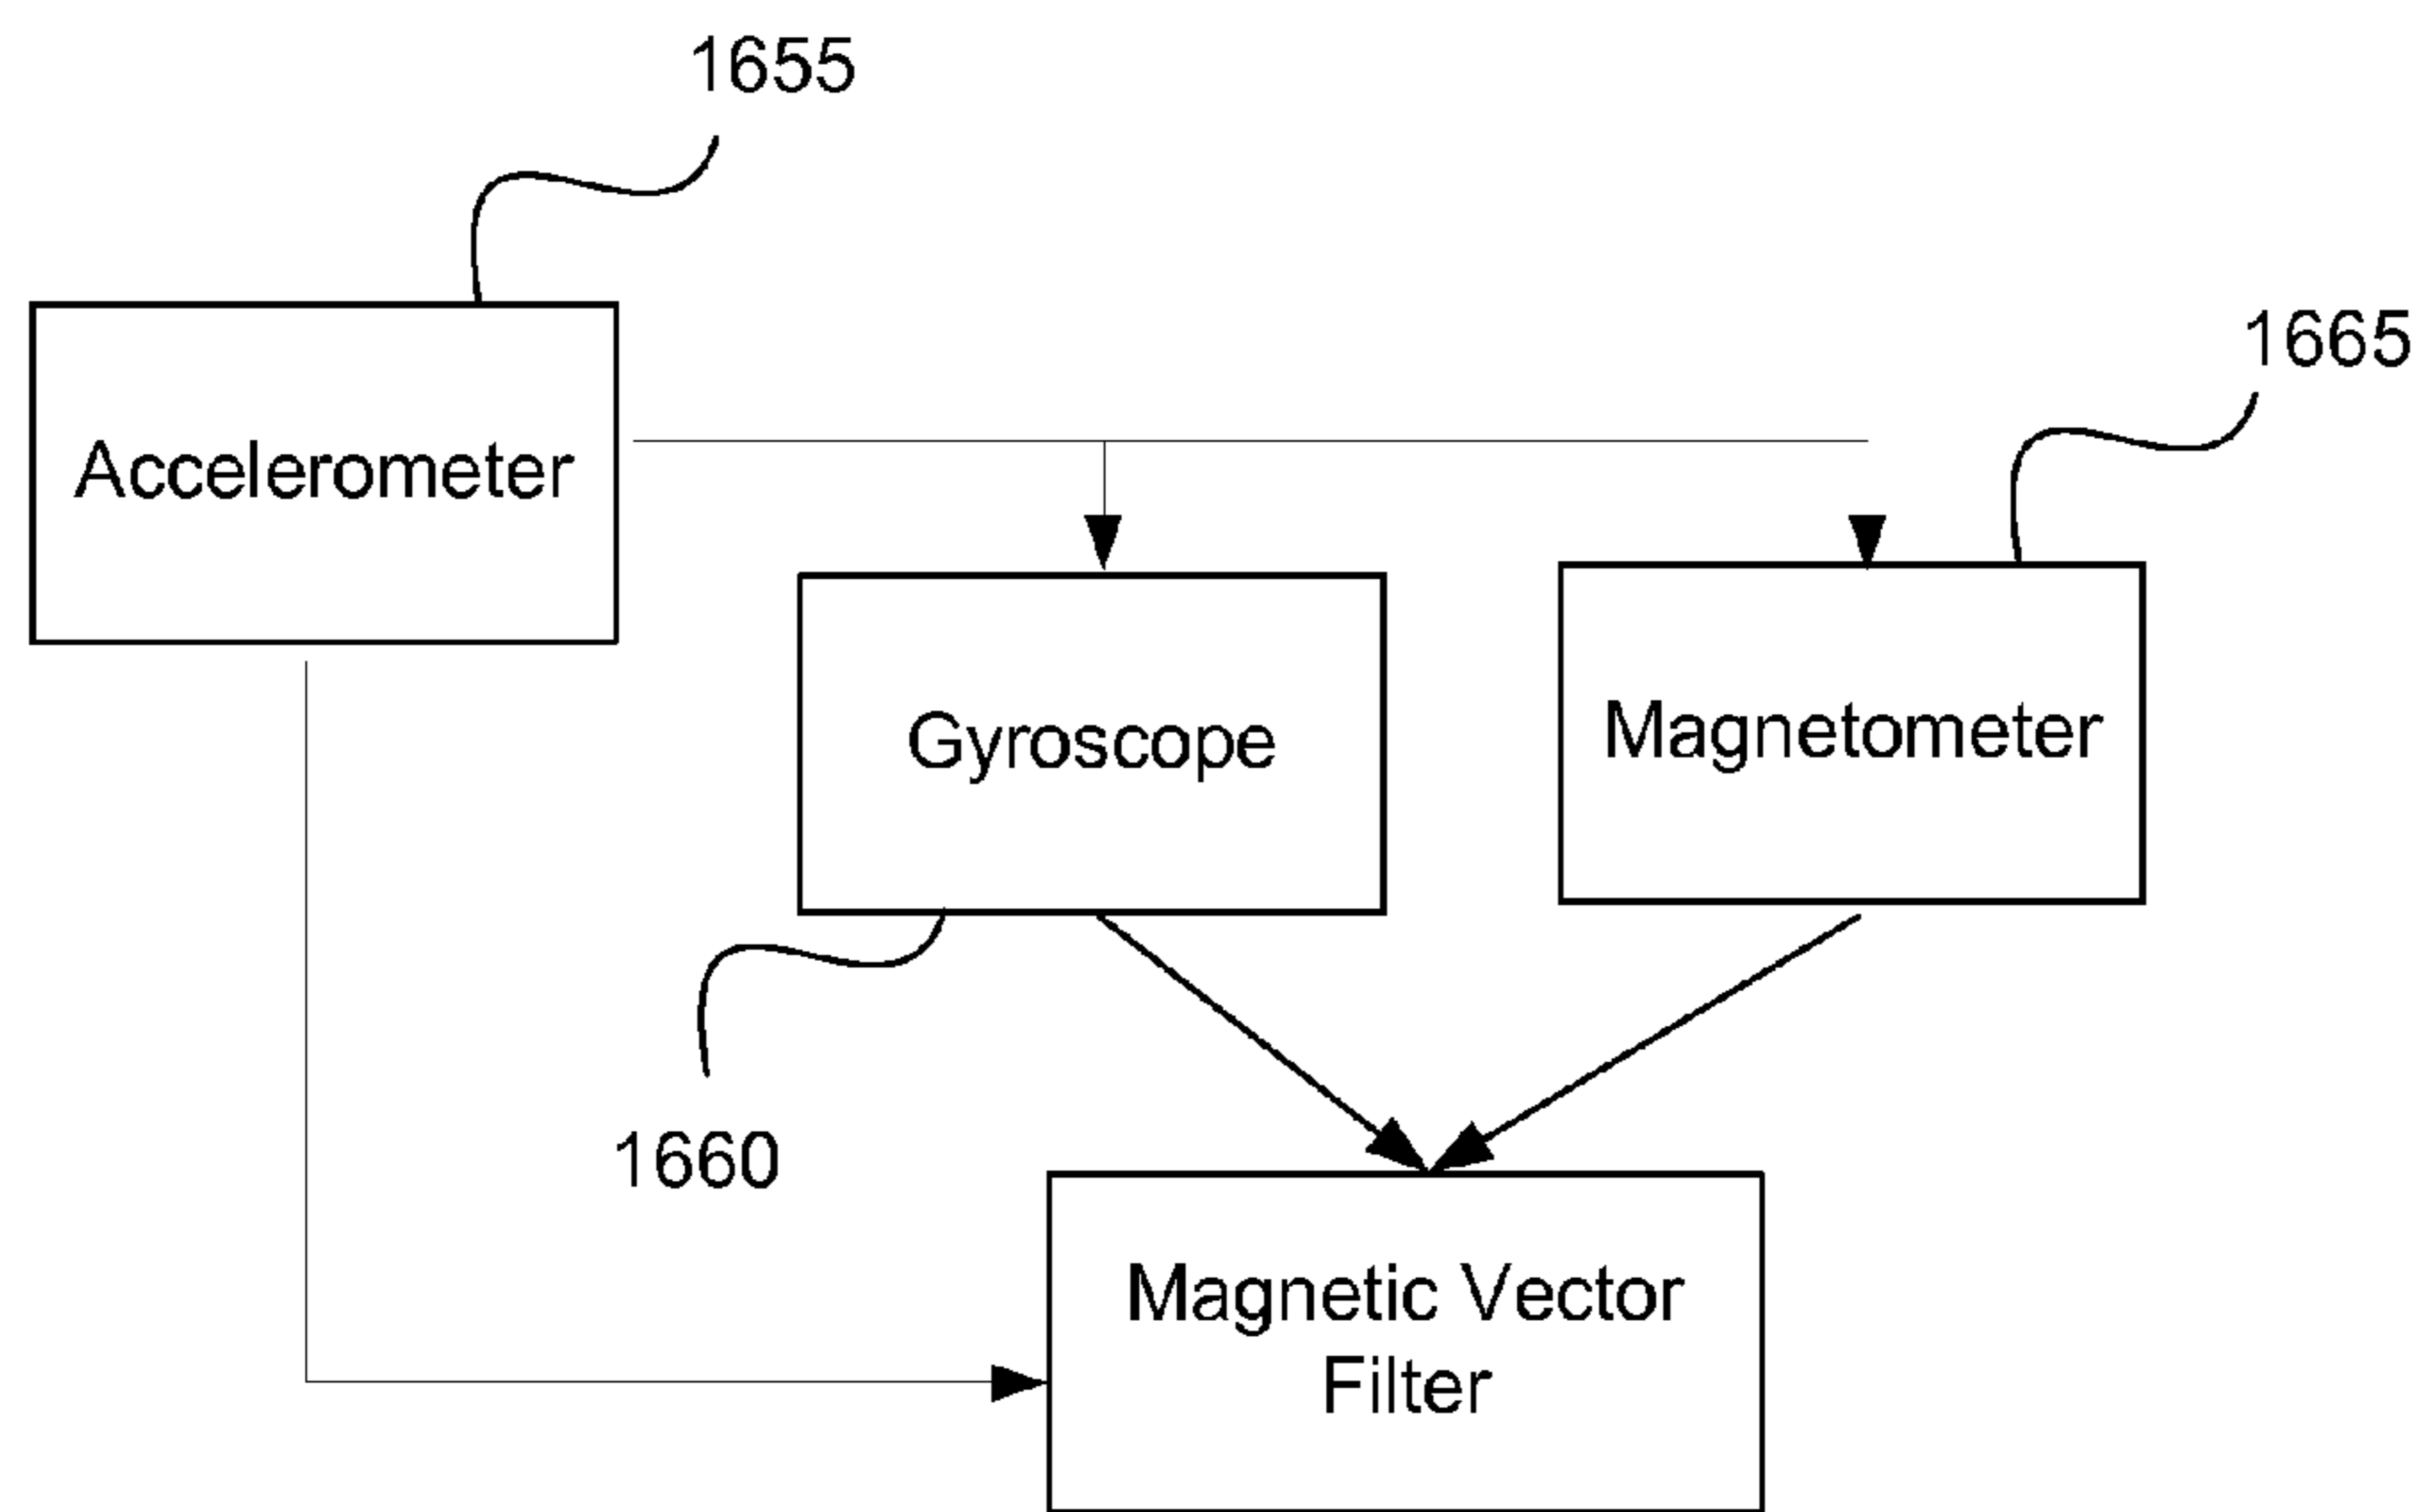 1655
1665
Accelerometer
Gyroscope
Magnetometer
1660
Magnetic Vector
Filter